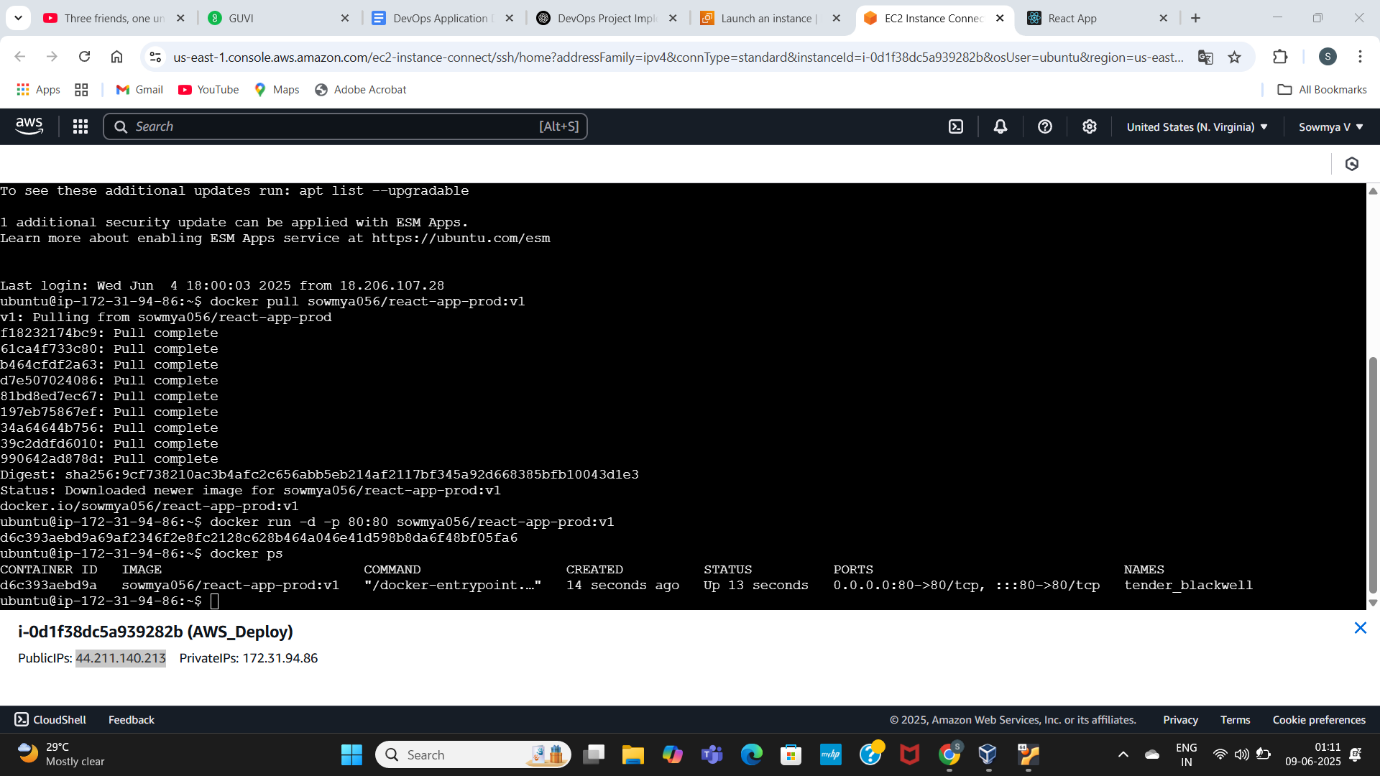 Three friends, one un
GUVI
DevOps Application
DevOps Project Imple
Launch an instance |
EC2 Instance Connec
React App
us-east-1.console.aws.amazon.com/ec2-instance-connect/ssh/home?addressFamily=ipv4&connType=standard&instanceId=i-0d1f38dc5a939282b&osUser=ubuntu&region=us-east...
S
Apps
Gmail
YouTube
Maps
Adobe Acrobat
All Bookmarks
aws
Search
[Alt+S]
United States (N. Virginia)
Sowmya V
To see these additional updates run: apt list --upgradable
1 additional security update can be applied with ESM Apps.
Learn more about enabling ESM Apps service at https://ubuntu.com/esm
Last login: Wed Jun  4 18:00:03 2025 from 18.206.107.28
ubuntu@ip-172-31-94-86:~$ docker pull sowmya056/react-app-prod:v1
v1: Pulling from sowmya056/react-app-prod
f18232174bc9: Pull complete
61ca4f733c80: Pull complete
b464cfdf2a63: Pull complete
d7e507024086: Pull complete
81bd8ed7ec67: Pull complete
197eb75867ef: Pull complete
34a64644b756: Pull complete
39c2ddfd6010: Pull complete
990642ad878d: Pull complete
Digest: sha256:9cf738210ac3b4afc2c656abb5eb214af2117bf345a92d668385bfb10043d1e3
Status: Downloaded newer image for sowmya056/react-app-prod:v1
docker.io/sowmya056/react-app-prod:v1
ubuntu@ip-172-31-94-86:~$ docker run -d -p 80:80 sowmya056/react-app-prod:v1
d6c393aebd9a69af2346f2e8fc2128c628b464a046e41d598b8da6f48bf05fa6
ubuntu@ip-172-31-94-86:~$ docker ps
CONTAINER ID   IMAGE                         COMMAND                  CREATED          STATUS          PORTS                               NAMES
d6c393aebd9a   sowmya056/react-app-prod:v1   "/docker-entrypoint.…"   14 seconds ago   Up 13 seconds   0.0.0.0:80->80/tcp, :::80->80/tcp   tender_blackwell
ubuntu@ip-172-31-94-86:~$
i-0d1f38dc5a939282b (AWS_Deploy)
PublicIPs: 44.211.140.213    PrivateIPs: 172.31.94.86
CloudShell
Feedback
© 2025, Amazon Web Services, Inc. or its affiliates.
Privacy
Terms
Cookie preferences
29°C
Mostly clear
Search
ENG
IN
01:11
09-06-2025